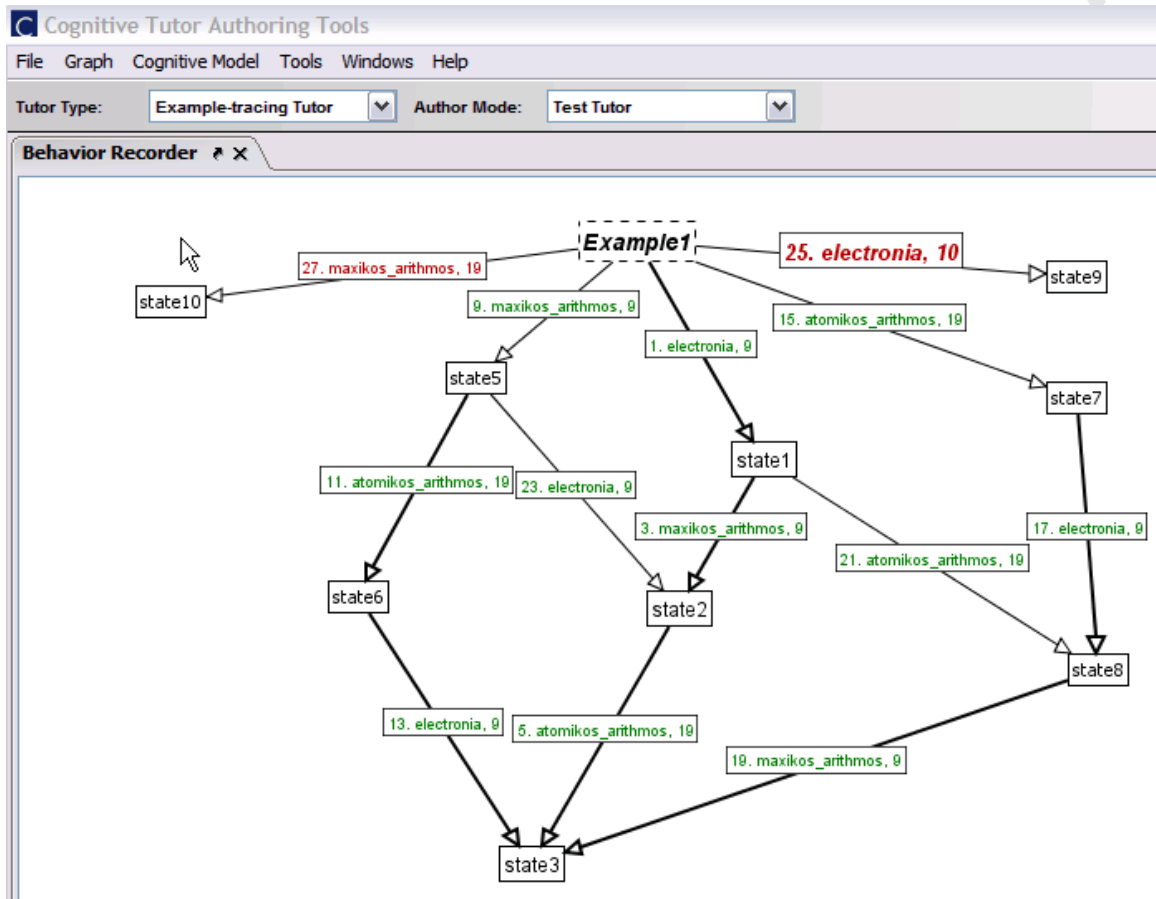 Cognitive Tutor Authoring Tools
File Graph Cognitive Model Tools Windows Help
Tutor Type: Example-tracing Tutor Author Mode: Test Tutor
Behavior Recorder
Example1
25. electronia, 10
27. maxikos_arithmos, 19
state9
state10
9. maxikos_arithmos, 9
15. atomikos_arithmos, 19
1. electronia, 9
state5
state7
state1
11. atomikos_arithmos, 19
23. electronia, 9
3. maxikos_arithmos, 9
17. electronia, 9
21. atomikos_arithmos, 19
state6
state2
state8
13. electronia, 9
5. atomikos_arithmos, 19
19. maxikos_arithmos, 9
state3